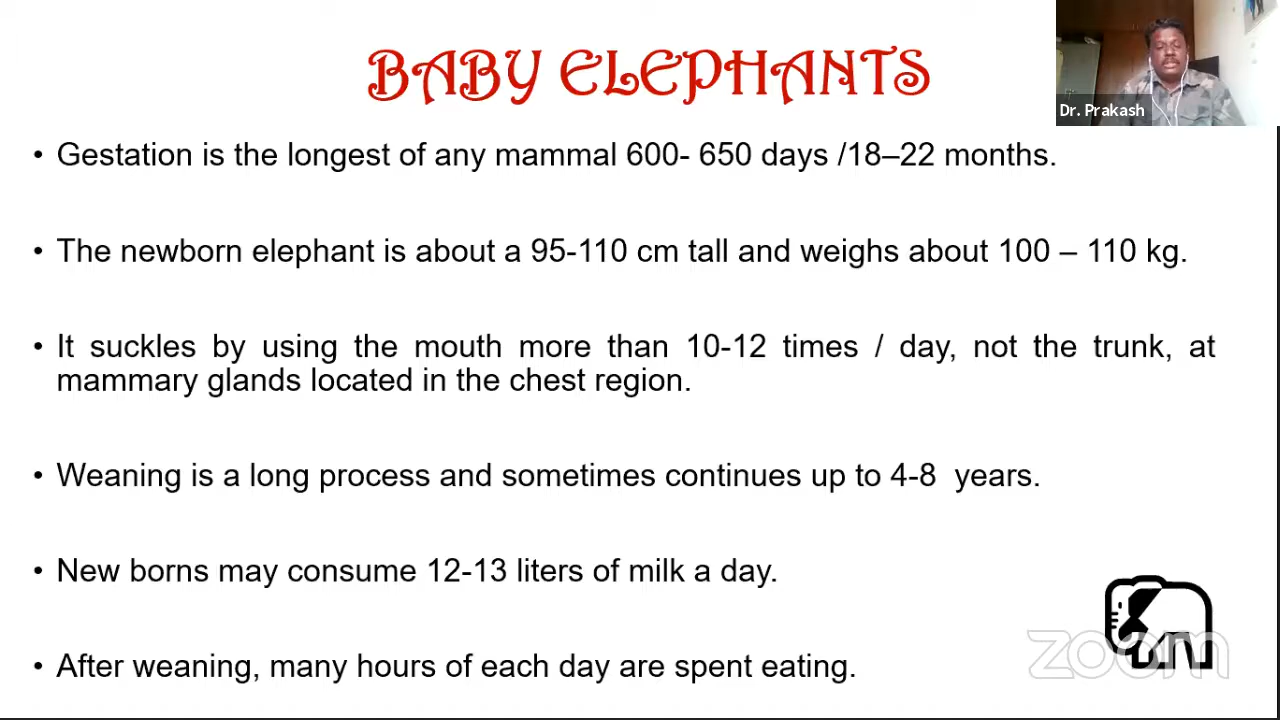 BABY ELEPHANTS
Dr. Prakash
• Gestation is the longest of any mammal 600- 650 days /18–22 months.
• The newborn elephant is about a 95-110 cm tall and weighs about 100 – 110 kg.
• It suckles by using the mouth more than 10-12 times / day, not the trunk, at
mammary glands located in the chest region.
• Weaning is a long process and sometimes continues up to 4-8  years.
• New borns may consume 12-13 liters of milk a day.
• After weaning, many hours of each day are spent eating.
zoom